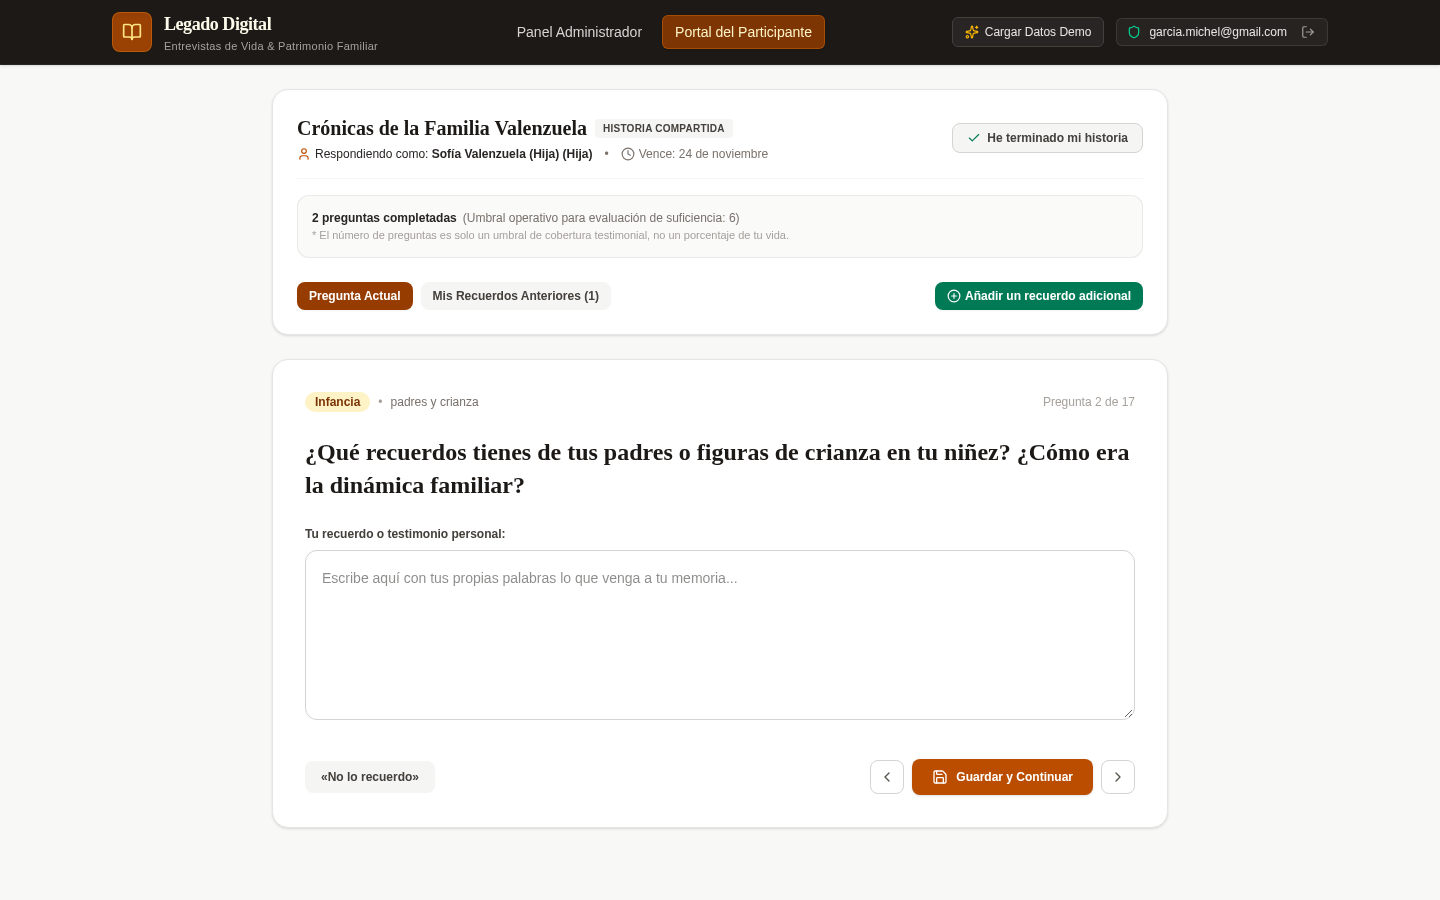 Legado Digital
Entrevistas de Vida & Patrimonio Familiar
Panel Administrador
Portal del Participante
Cargar Datos Demo
garcia.michel@gmail.com
Crónicas de la Familia Valenzuela
HISTORIA COMPARTIDA
Respondiendo como: Sofía Valenzuela (Hija) (Hija) • Vence: 24 de noviembre
He terminado mi historia
2 preguntas completadas (Umbral operativo para evaluación de suficiencia: 6)
* El número de preguntas es solo un umbral de cobertura testimonial, no un porcentaje de tu vida.
Pregunta Actual
Mis Recuerdos Anteriores (1)
Añadir un recuerdo adicional
Infancia • padres y crianza
Pregunta 2 de 17
¿Qué recuerdos tienes de tus padres o figuras de crianza en tu niñez? ¿Cómo era
la dinámica familiar?
Tu recuerdo o testimonio personal:
Escribe aquí con tus propias palabras lo que venga a tu memoria...
«No lo recuerdo»
Guardar y Continuar